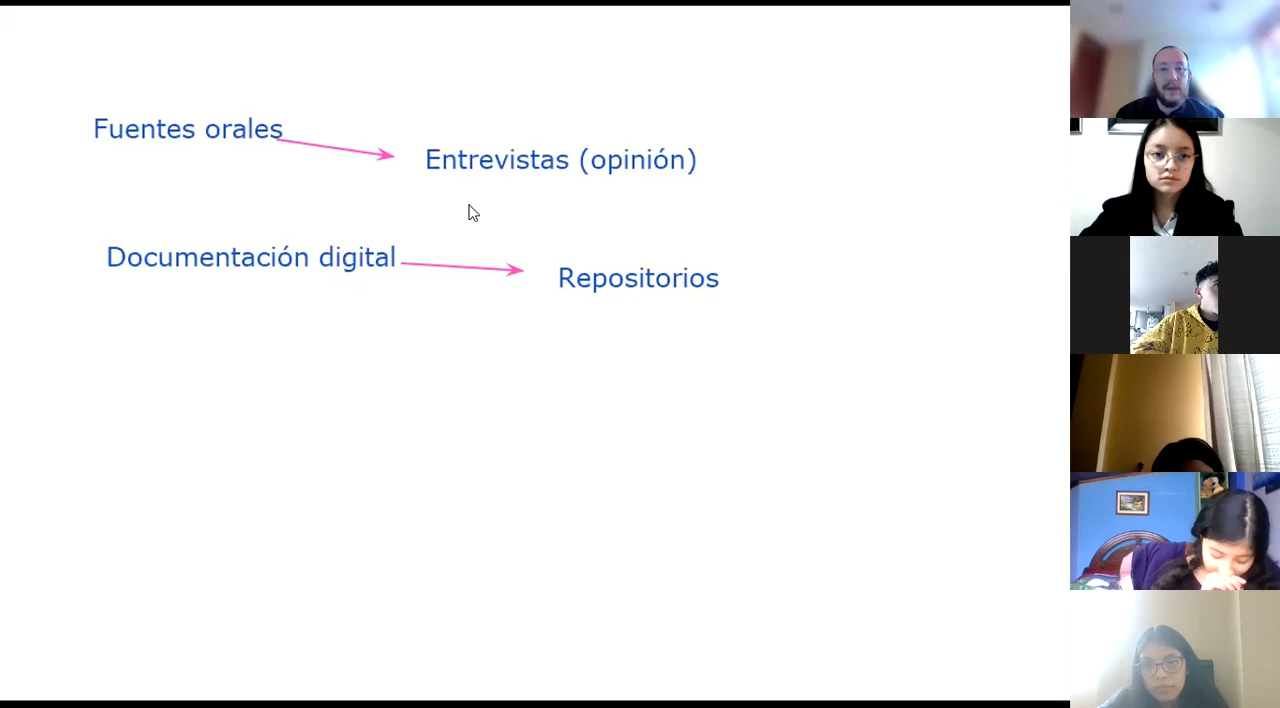 Fuentes orales
Entrevistas (opinión)
Documentación digital
Repositorios